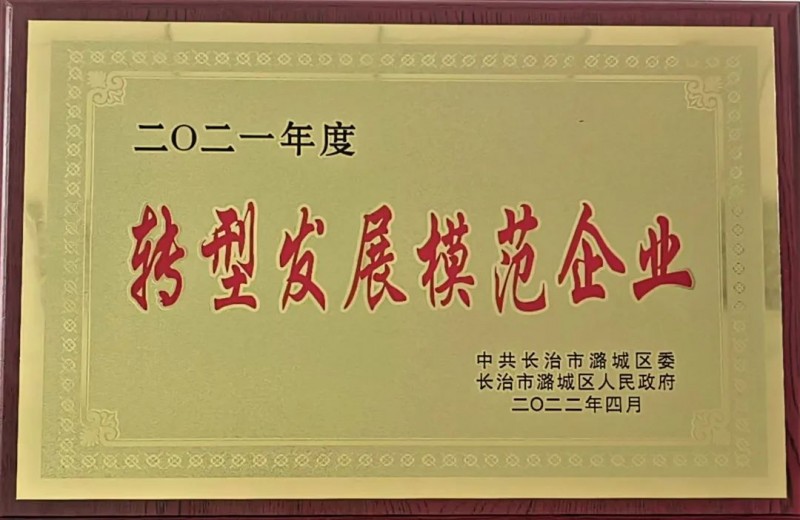 二〇二一年度
转型发展模范企业
中共长治市潞城区委
长治市潞城区人民政府
二〇二二年四月